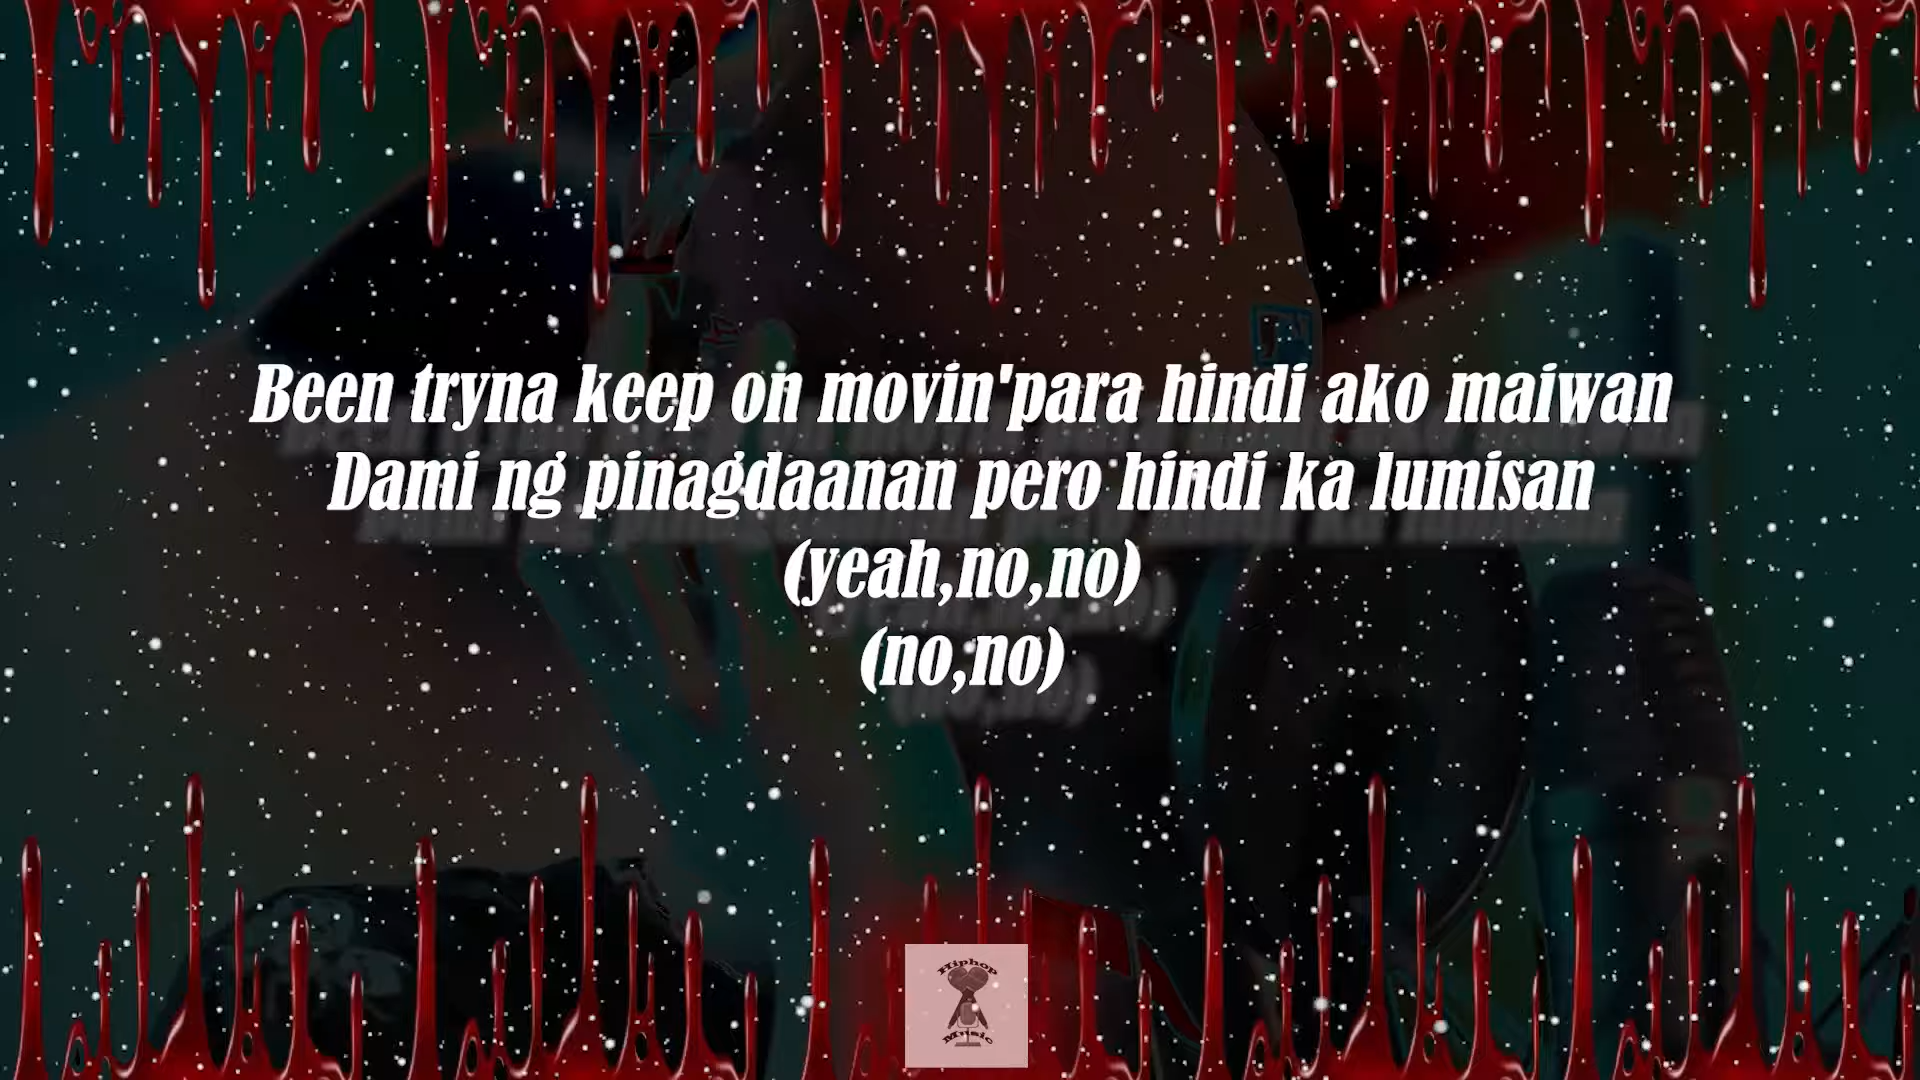 Been tryna keep on movin'para hindi ako maiwan
Dami ng pinagdaanan pero hindi ka lumisan
(yeah,no,no)
(no,no)
Hiphop
Music